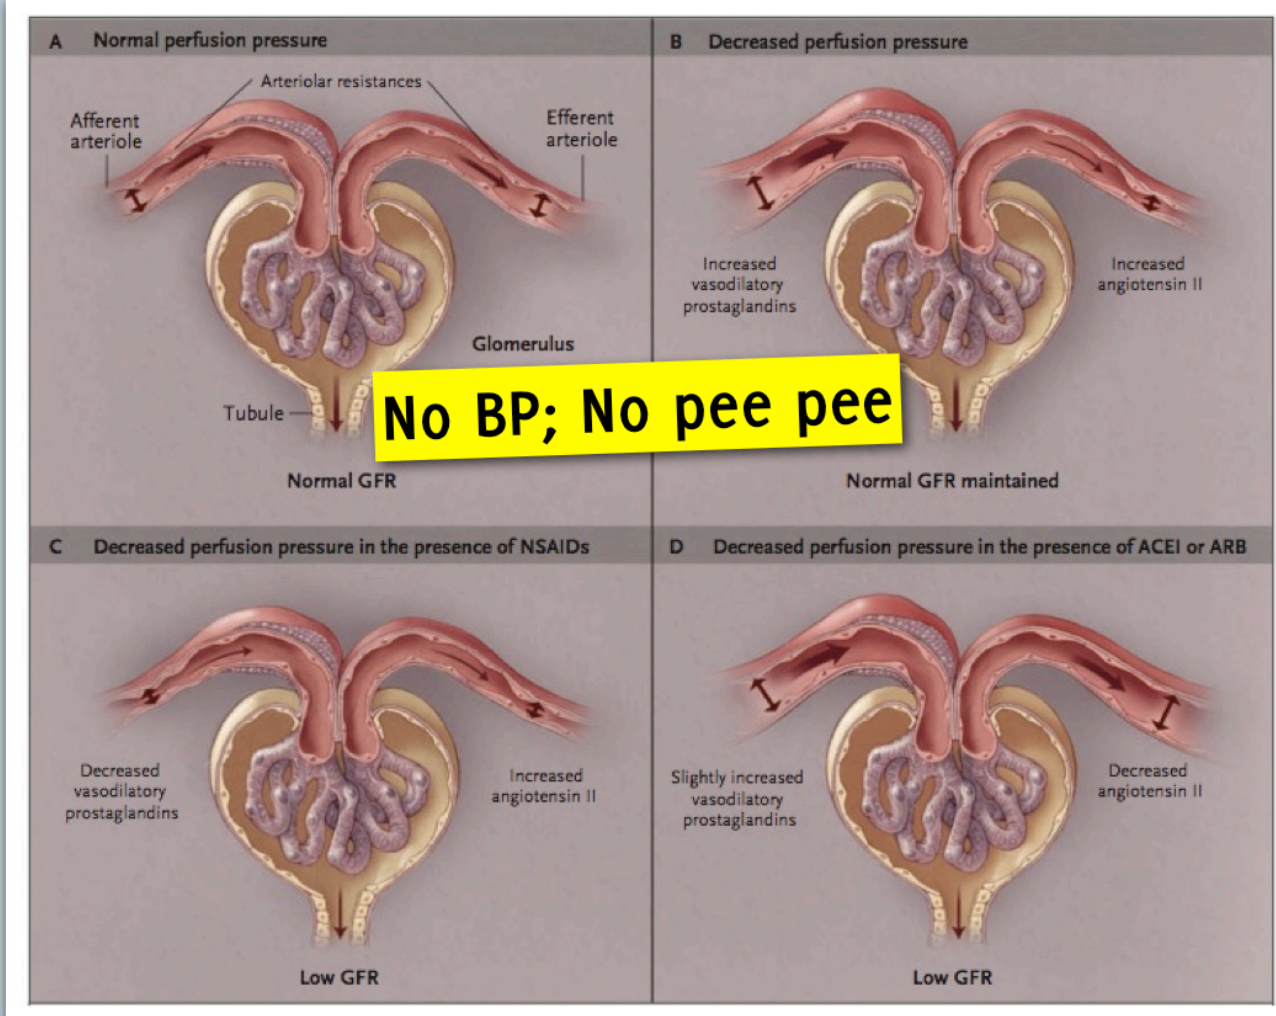 A Normal perfusion pressure
Arteriolar resistances
Afferent
arteriole
Efferent
arteriole
Glomerulus
Tubule
Normal GFR
B Decreased perfusion pressure
Increased
vasodilatory
prostaglandins
Increased
angiotensin II
Normal GFR maintained
No BP; No pee pee
C Decreased perfusion pressure in the presence of NSAIDs
Decreased
vasodilatory
prostaglandins
Increased
angiotensin II
Low GFR
D Decreased perfusion pressure in the presence of ACEI or ARB
Slightly increased
vasodilatory
prostaglandins
Decreased
angiotensin II
Low GFR